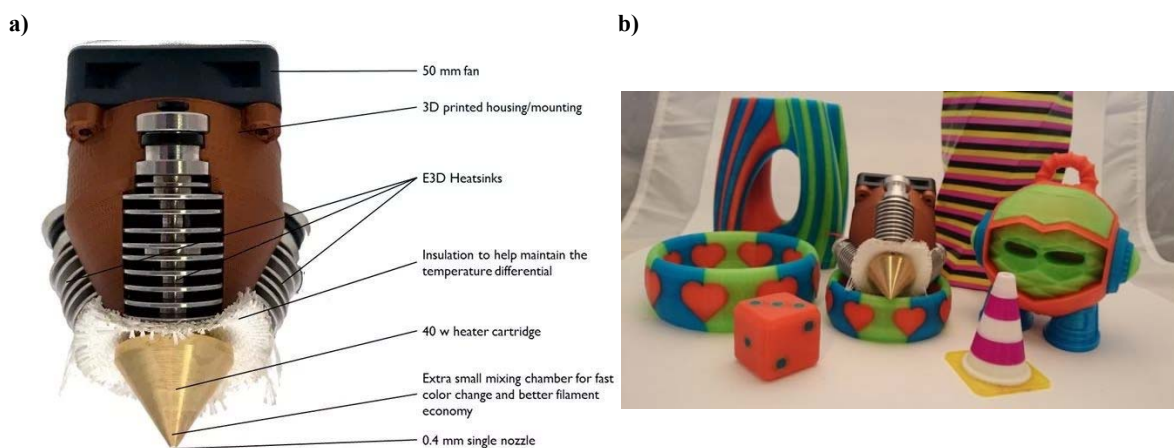 a)
50 mm fan
3D printed housing/mounting
E3D Heatsinks
Insulation to help maintain the
temperature differential
40 w heater cartridge
Extra small mixing chamber for fast
color change and better filament
economy
0.4 mm single nozzle
b)